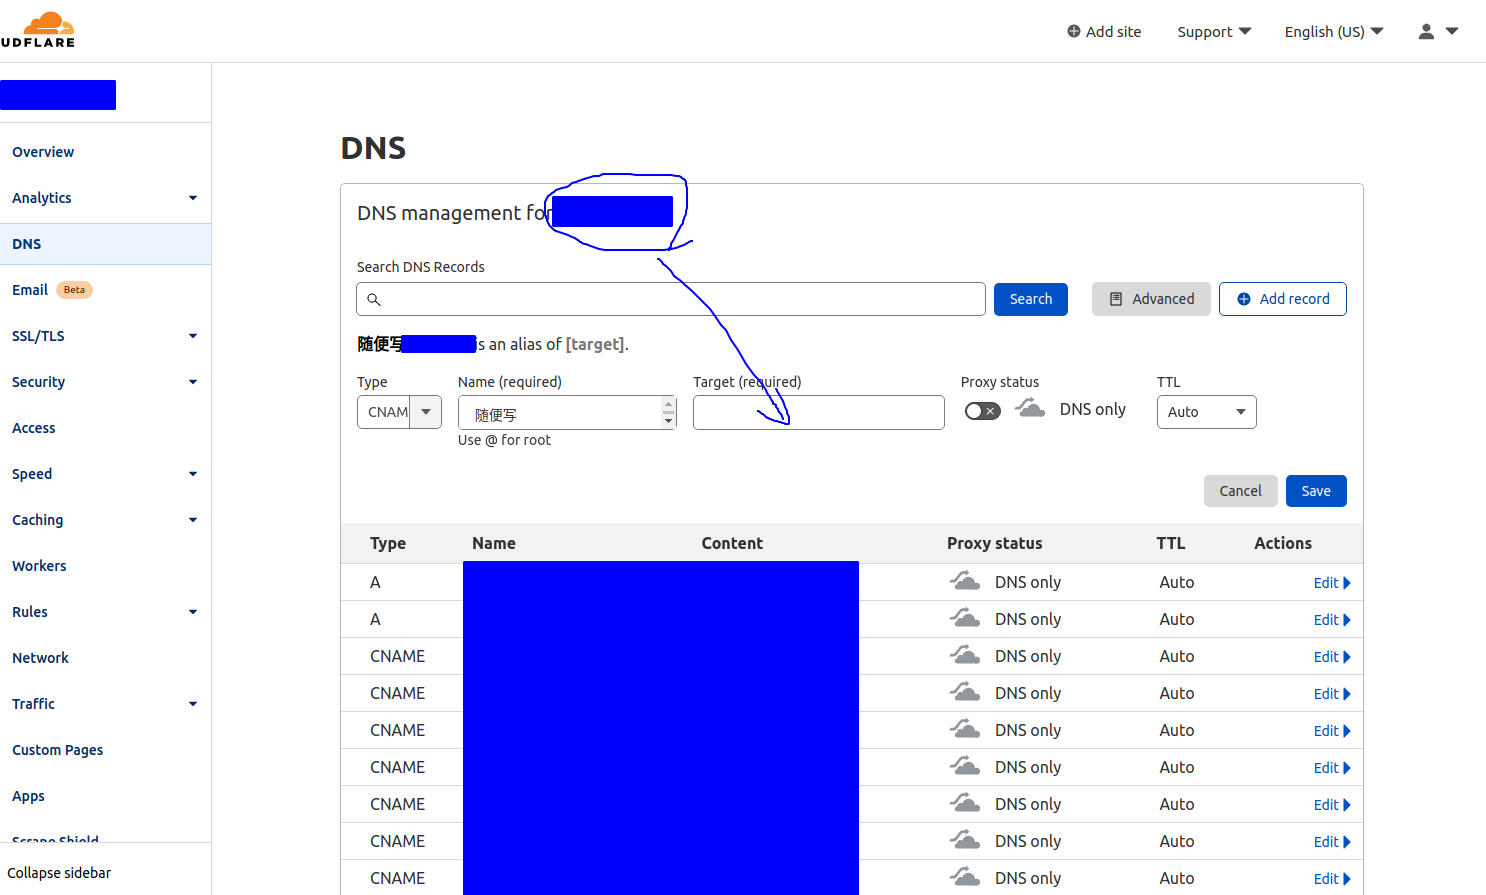 UDFLARE
Add site
Support
English (US)
Overview
Analytics
DNS
Email Beta
SSL/TLS
Security
Access
Speed
Caching
Workers
Rules
Network
Traffic
Custom Pages
Apps
Scrape Shield
Collapse sidebar
DNS
DNS management for
Search DNS Records
Search
Advanced
Add record
随便写 is an alias of [target].
Type
Name (required)
Target (required)
Proxy status
TTL
CNAM
随便写
DNS only
Auto
Use @ for root
Cancel
Save
Type Name Content Proxy status TTL Actions
A DNS only Auto Edit
A DNS only Auto Edit
CNAME DNS only Auto Edit
CNAME DNS only Auto Edit
CNAME DNS only Auto Edit
CNAME DNS only Auto Edit
CNAME DNS only Auto Edit
CNAME DNS only Auto Edit
CNAME DNS only Auto Edit